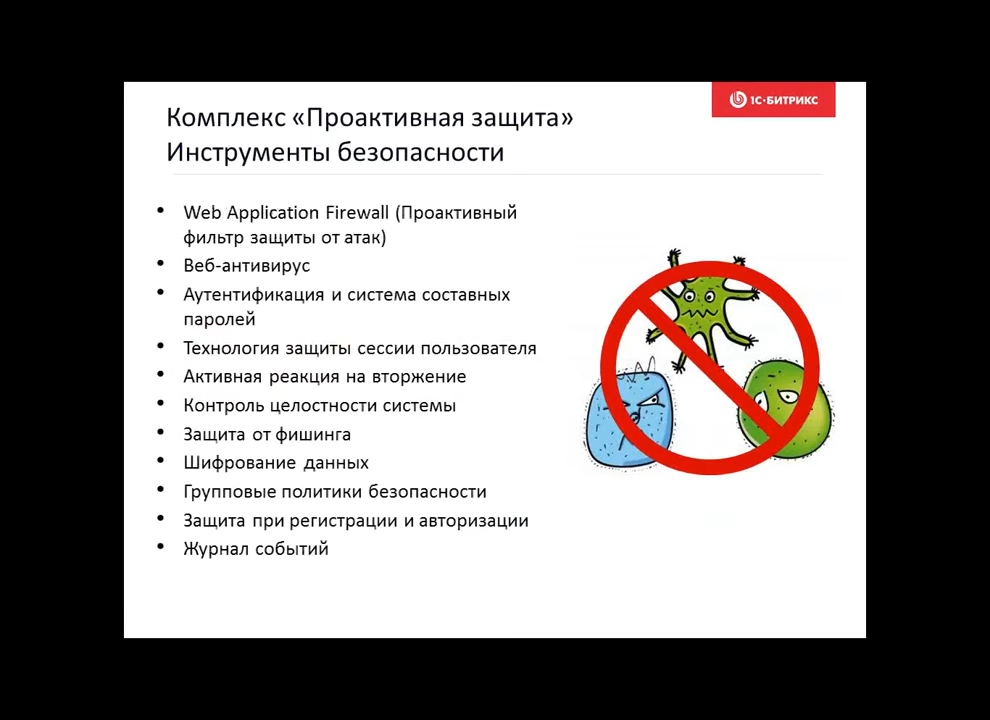 1С·БИТРИКС
Комплекс «Проактивная защита»
Инструменты безопасности
• Web Application Firewall (Проактивный
фильтр защиты от атак)
• Веб-антивирус
• Аутентификация и система составных
паролей
• Технология защиты сессии пользователя
• Активная реакция на вторжение
• Контроль целостности системы
• Защита от фишинга
• Шифрование данных
• Групповые политики безопасности
• Защита при регистрации и авторизации
• Журнал событий